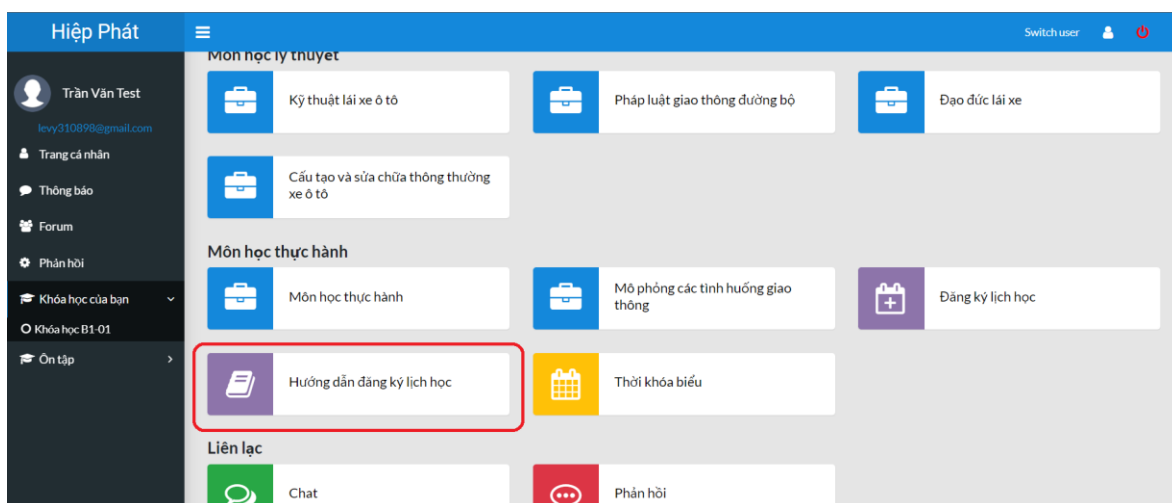 Hiệp Phát
Switch user
Trần Văn Test
levy310898@gmail.com
Trang cá nhân
Thông báo
Forum
Phản hồi
Khóa học của bạn
Khóa học B1-01
Ôn tập
Môn học lý thuyết
Kỹ thuật lái xe ô tô
Pháp luật giao thông đường bộ
Đạo đức lái xe
Cấu tạo và sửa chữa thông thường
xe ô tô
Môn học thực hành
Môn học thực hành
Mô phỏng các tình huống giao
thông
Đăng ký lịch học
Hướng dẫn đăng ký lịch học
Thời khóa biểu
Liên lạc
Chat
Phản hồi